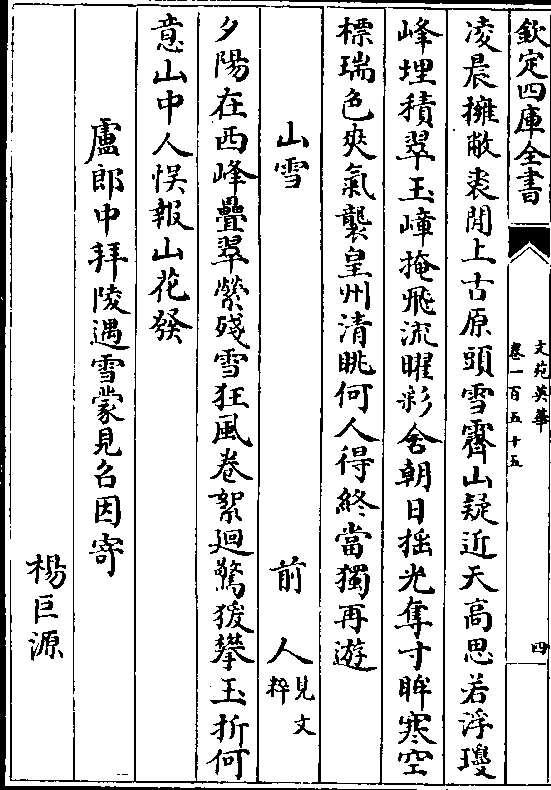 欽定四庫全書
文苑英華
卷一百五十五
四
凌晨擁敝裘閒上古原頭雪霽山疑近天高思若浮瓊
峰埋積翠玉嶂掩飛流曜彩含朝日揺光奪寸眸寒空
標瑞色爽氣襲皇州清眺何人得終當獨再遊
山雪 前人見文粹
夕陽在西峰疊翠縈殘雪狂風卷絮廻驚猨攀玉折何
意山中人悞報山花發
盧郎中拜陵遇雪蒙見召因寄
楊巨源